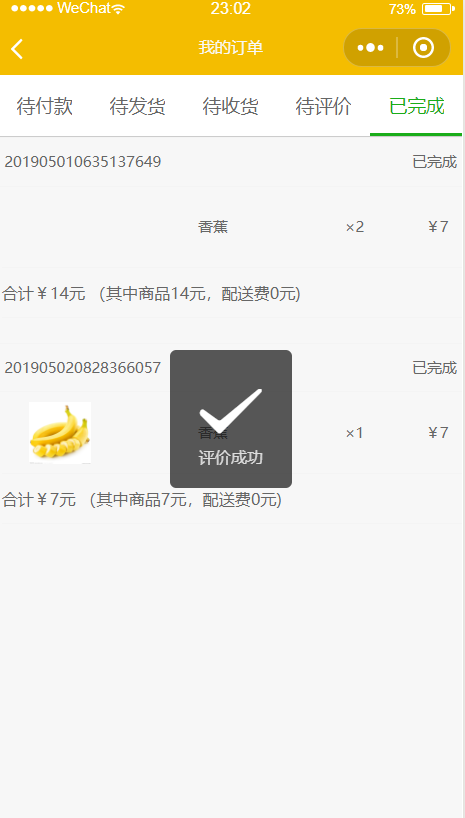 WeChat 23:02 73%
我的订单
待付款 待发货 待收货 待评价 已完成
201905010635137649 已完成
香蕉 ×2 ￥7
合计￥14元 (其中商品14元，配送费0元)
201905020828366057 已完成
香蕉 ×1 ￥7
评价成功
合计￥7元 (其中商品7元，配送费0元)